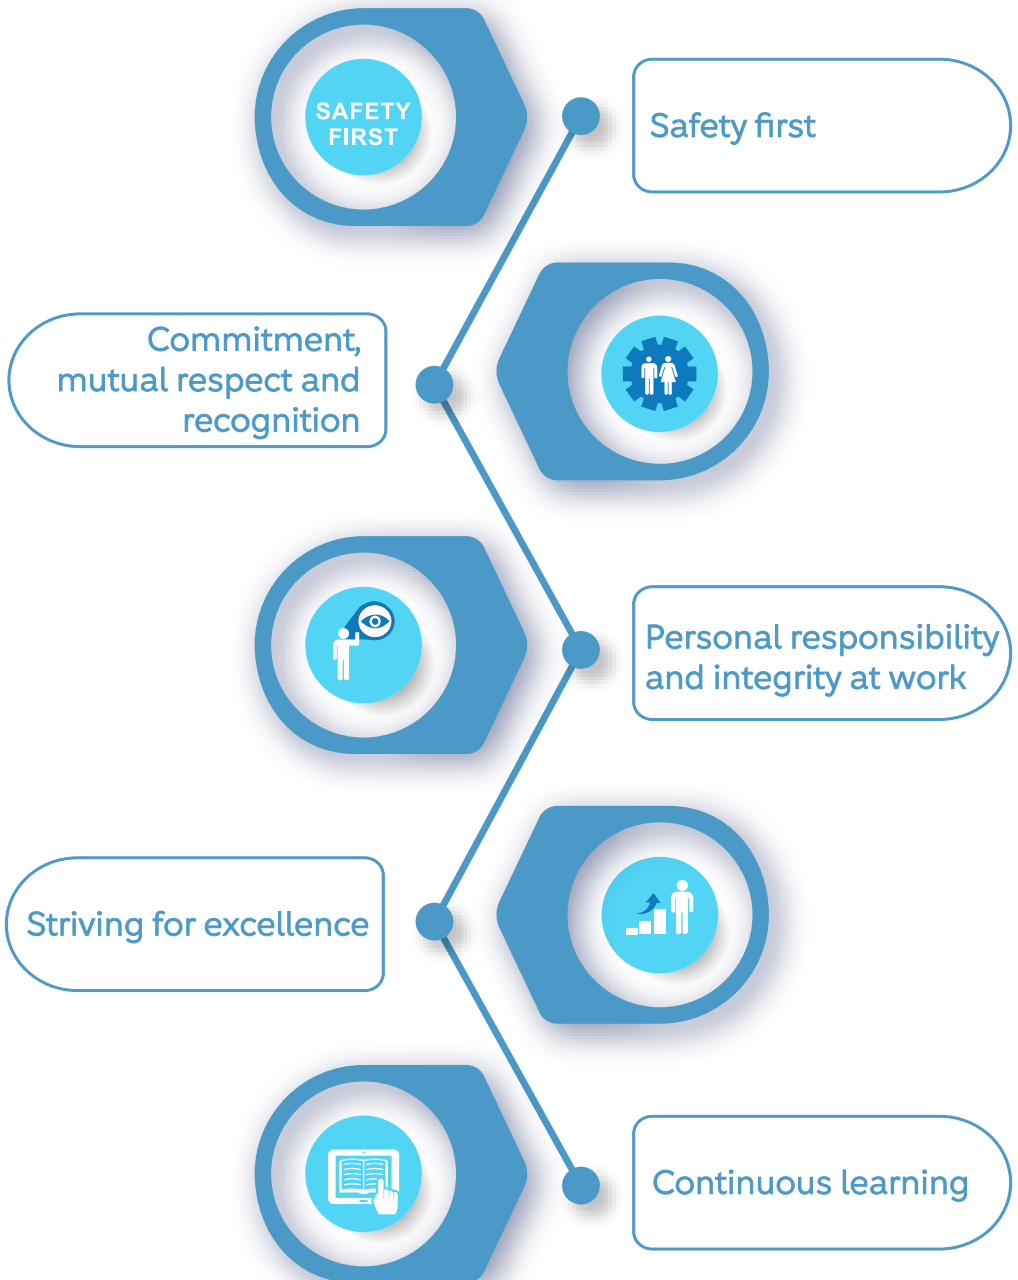 SAFETY
FIRST
Safety first
Commitment,
mutual respect and
recognition
Personal responsibility
and integrity at work
Striving for excellence
Continuous learning